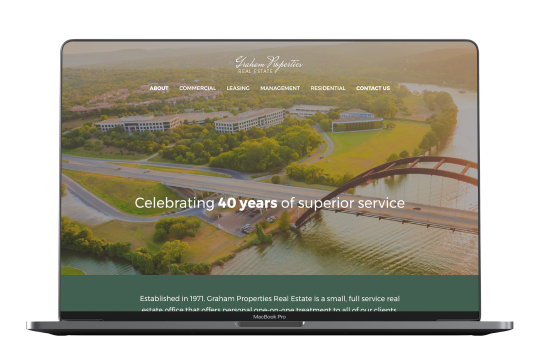 Graham Properties
REAL ESTATE
ABOUT COMMERCIAL LEASING MANAGEMENT RESIDENTIAL CONTACT US
Celebrating 40 years of superior service
Established in 1971, Graham Properties Real Estate is a small, full service real
estate office that offers personal one-on-one treatment to all of our clients.
MacBook Pro